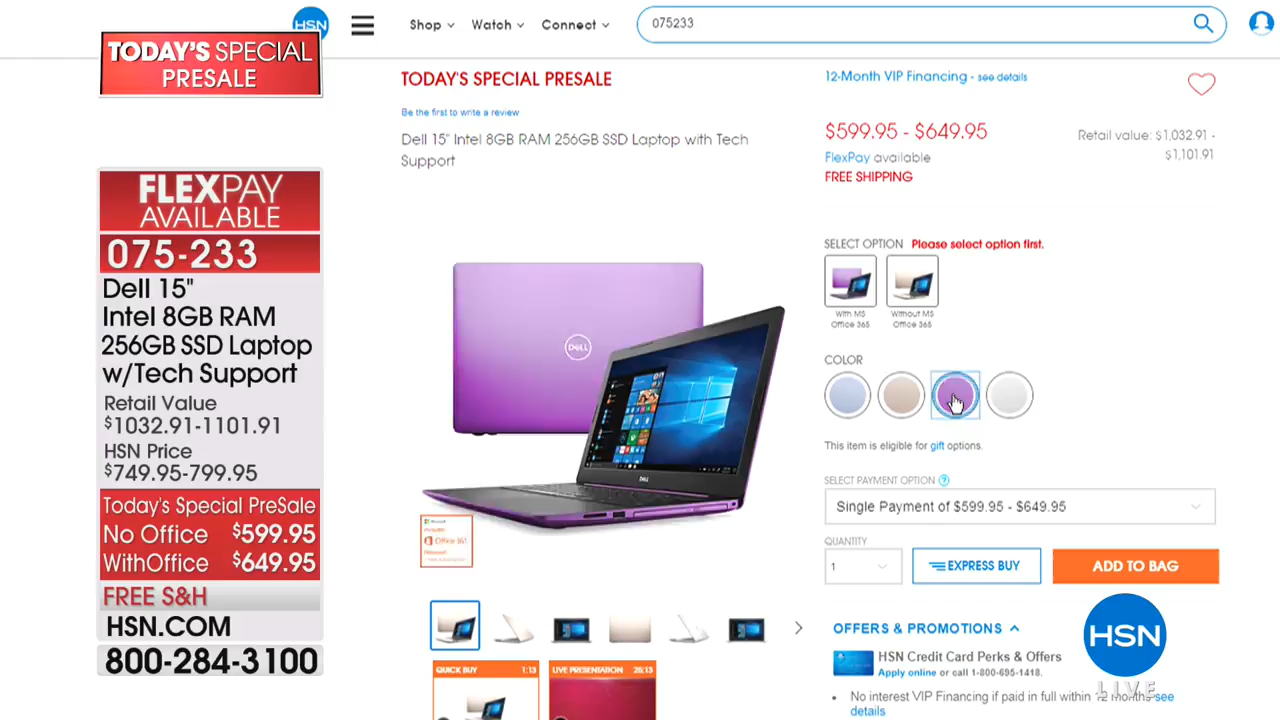 HSN
Shop
Watch
Connect
075233
TODAY'S SPECIAL
PRESALE
FLEXPAY
AVAILABLE
075-233
Dell 15"
Intel 8GB RAM
256GB SSD Laptop
w/Tech Support
Retail Value
$1032.91-1101.91
HSN Price
$749.95-799.95
Today's Special PreSale
No Office $599.95
WithOffice $649.95
FREE S&H
HSN.COM
800-284-3100
TODAY'S SPECIAL PRESALE
Be the first to write a review
Dell 15" Intel 8GB RAM 256GB SSD Laptop with Tech
Support
DELL
DELL
Office 365
QUICK BUY 1:13
LIVE PRESENTATION 26:13
12-Month VIP Financing - see details
$599.95 - $649.95
Retail value: $1,032.91 -
$1,101.91
FlexPay available
FREE SHIPPING
SELECT OPTION Please select option first.
With MS
Office 365
Without MS
Office 365
COLOR
This item is eligible for gift options.
SELECT PAYMENT OPTION ?
Single Payment of $599.95 - $649.95
QUANTITY
1
EXPRESS BUY
ADD TO BAG
OFFERS & PROMOTIONS
HSN Credit Card Perks & Offers
Apply online or call 1-800-695-1418.
No interest VIP Financing if paid in full within 12 months see
details
HSN
LIVE